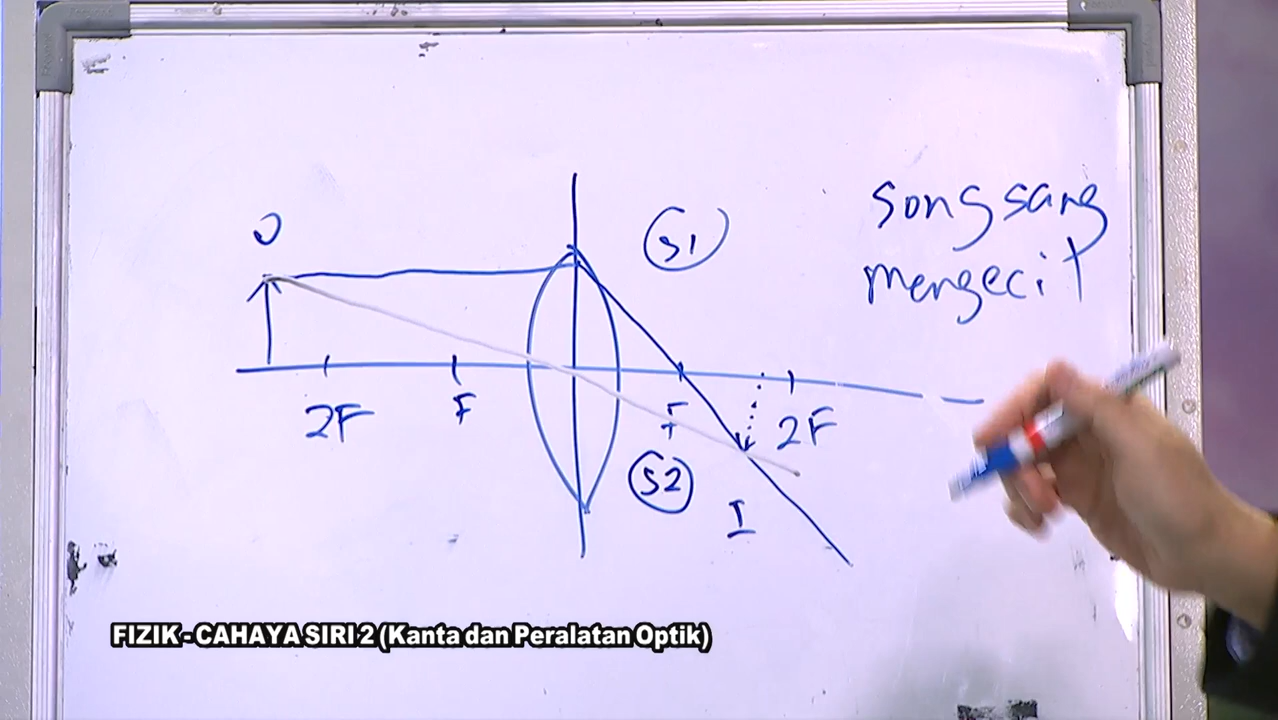 O
S1
songsang
mengecil
2F
F
F
2F
S2
I
FIZIK - CAHAYA SIRI 2 (Kanta dan Peralatan Optik)